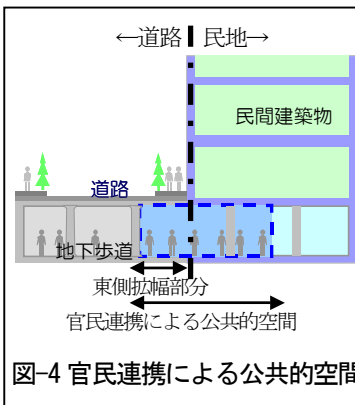 ←道路 民地→
民間建築物
道路
地下歩道
東側拡幅部分
官民連携による公共的空間
図-4 官民連携による公共的空間